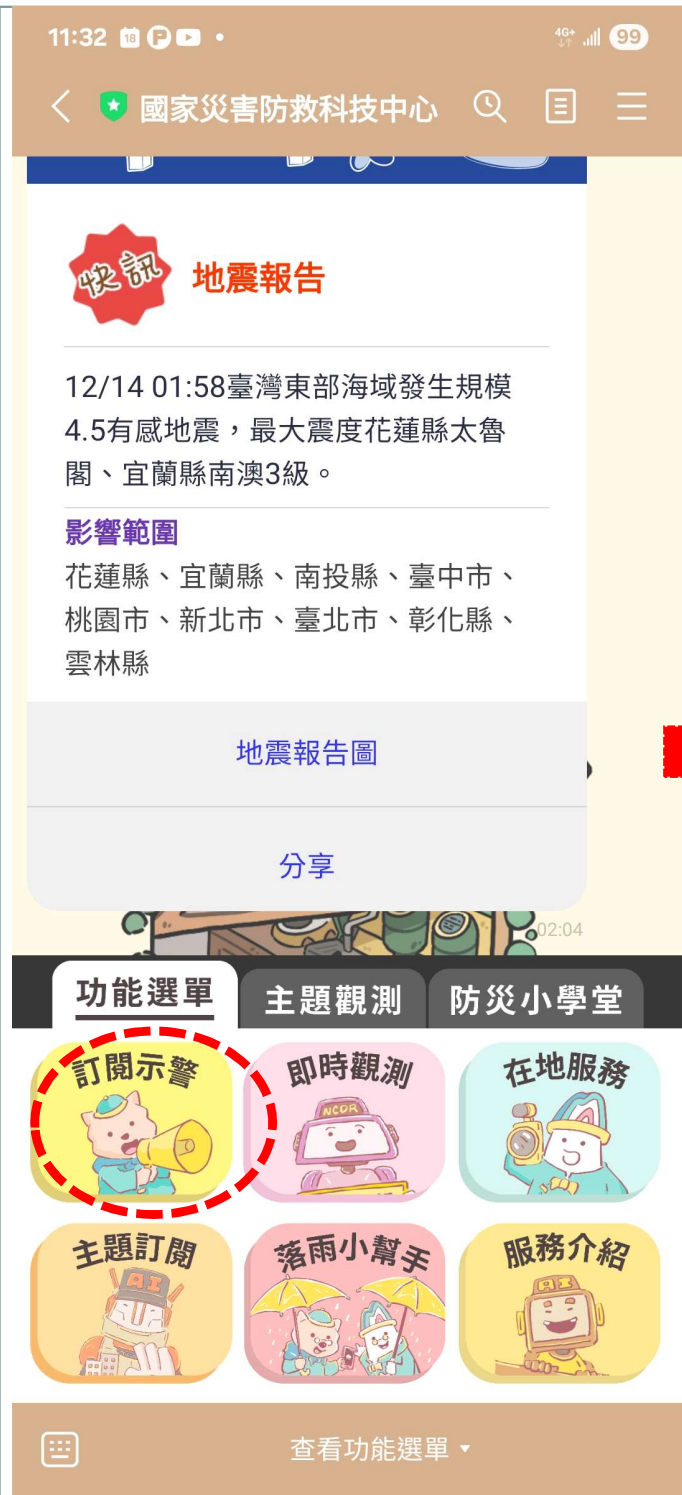 11:32 18 P 4G+ 99
國家災害防救科技中心
快訊 地震報告
12/14 01:58臺灣東部海域發生規模
4.5有感地震，最大震度花蓮縣太魯
閣、宜蘭縣南澳3級。
影響範圍
花蓮縣、宜蘭縣、南投縣、臺中市、
桃園市、新北市、臺北市、彰化縣、
雲林縣
地震報告圖
分享
02:04
功能選單 主題觀測 防災小學堂
訂閱示警 即時觀測 在地服務
NCDR
主題訂閱 落雨小幫手 服務介紹
AI AI
查看功能選單